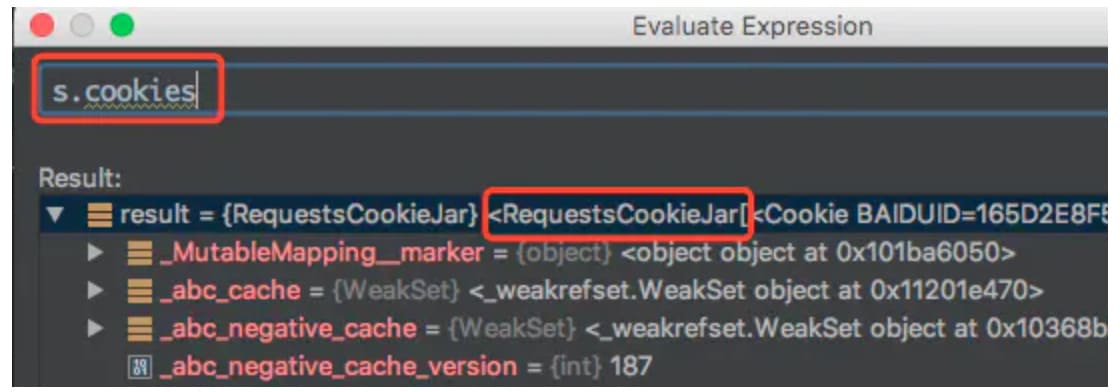 Evaluate Expression
s.cookies
Result:
result = {RequestsCookieJar} <RequestsCookieJar[<Cookie BAIDUID=165D2E8F5
_MutableMapping__marker = {object} <object object at 0x101ba6050>
_abc_cache = {WeakSet} <_weakrefset.WeakSet object at 0x11201e470>
_abc_negative_cache = {WeakSet} <_weakrefset.WeakSet object at 0x10368b
_abc_negative_cache_version = {int} 187